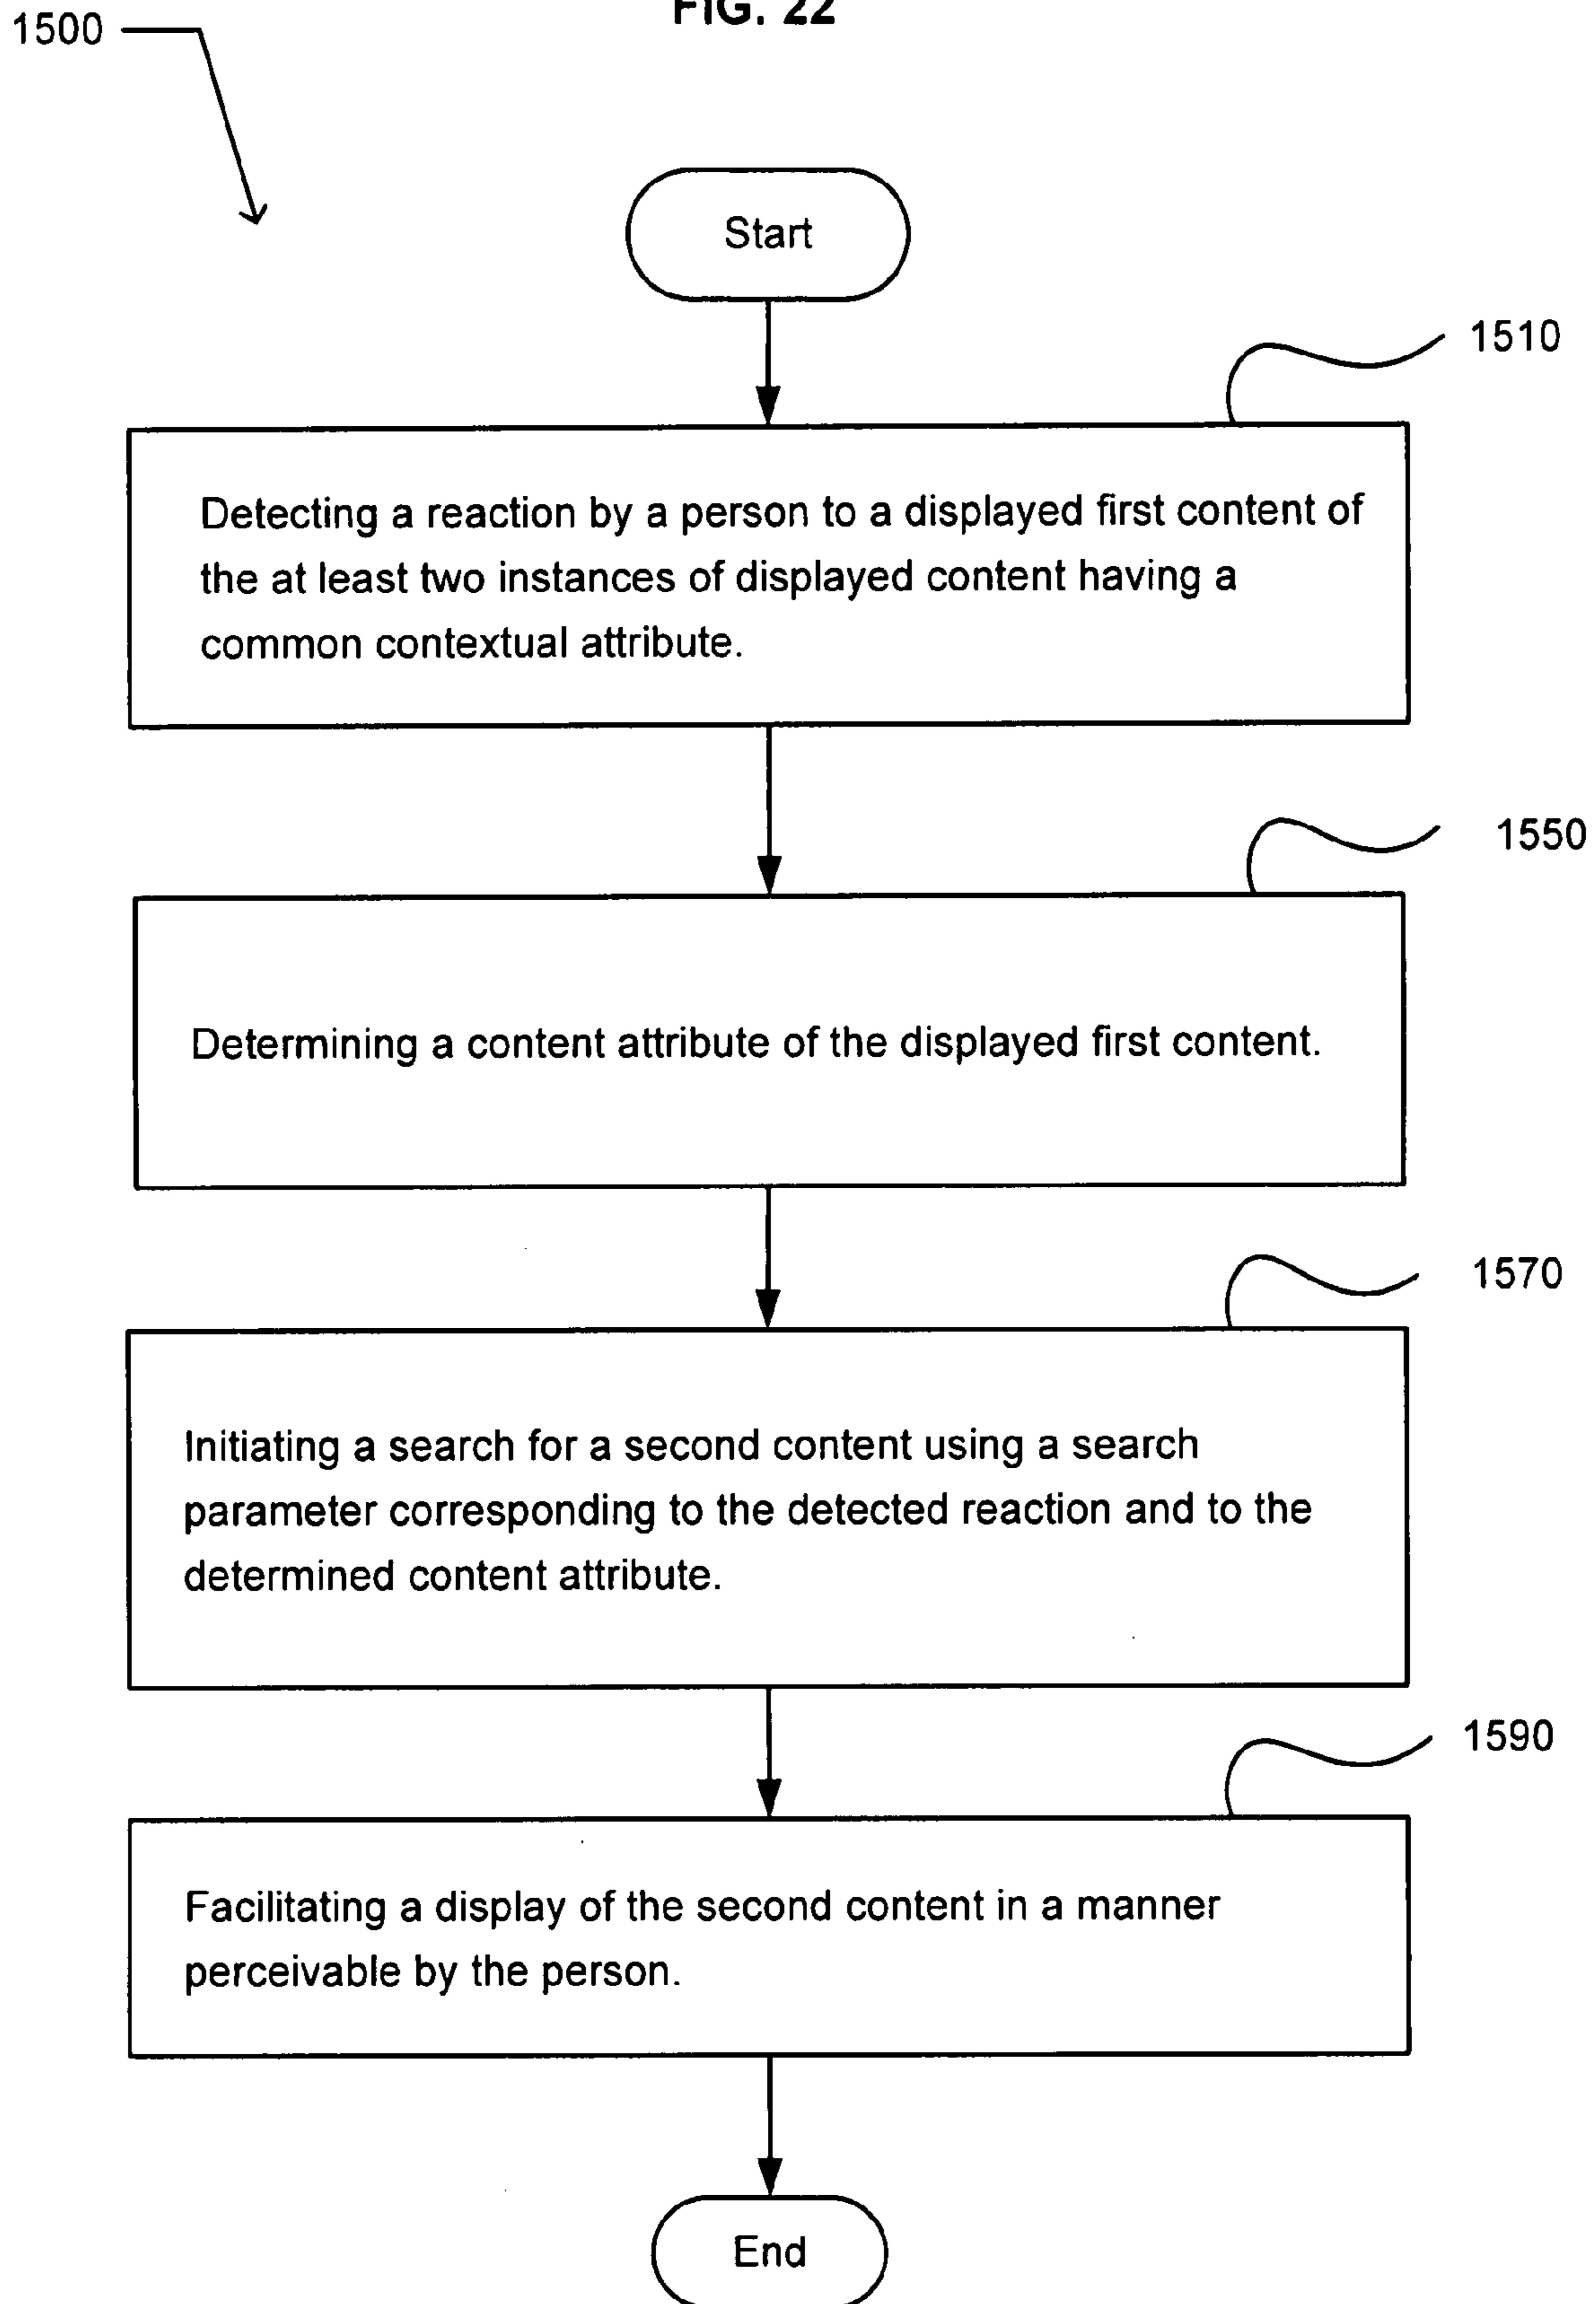 FIG. 22
1500
Start
1510
Detecting a reaction by a person to a displayed first content of
the at least two instances of displayed content having a
common contextual attribute.
1550
Determining a content attribute of the displayed first content.
1570
Initiating a search for a second content using a search
parameter corresponding to the detected reaction and to the
determined content attribute.
1590
Facilitating a display of the second content in a manner
perceivable by the person.
End